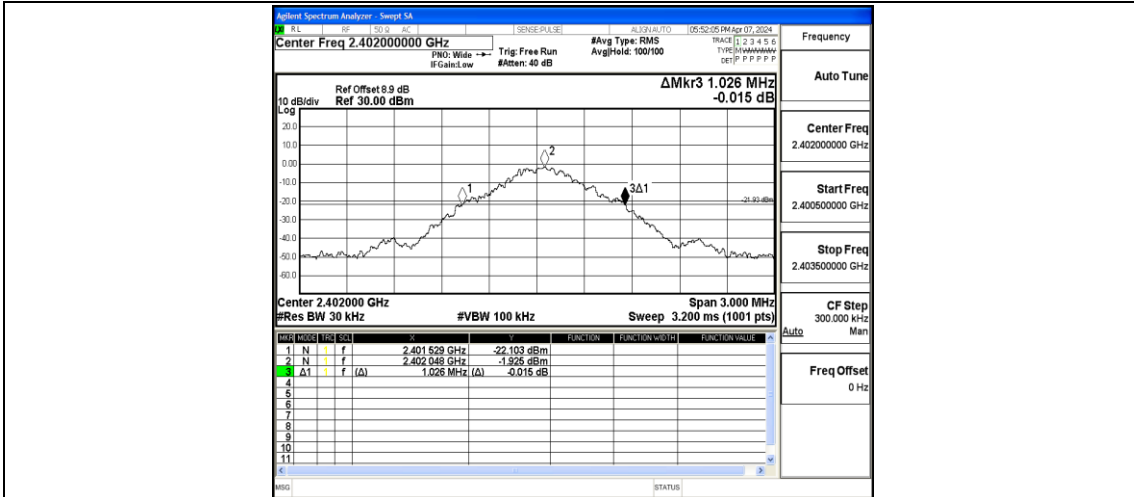 Agilent Spectrum Analyzer - Swept SA
RL RF 50 Ω AC SENSE:PULSE ALIGN AUTO 05:52:05 PM Apr 07, 2024
Center Freq 2.402000000 GHz
PNO: Wide
IFGain:Low
Trig: Free Run
#Atten: 40 dB
#Avg Type: RMS
Avg|Hold: 100/100
TRACE 1 2 3 4 5 6
TYPE MWWWWW
DET P P P P P P
Ref Offset 8.9 dB
Ref 30.00 dBm
10 dB/div
Log
ΔMkr3 1.026 MHz
-0.015 dB
20.0
10.0
0.00
-10.0
-20.0
-30.0
-40.0
-50.0
-60.0
1
2
3Δ1
-21.93 dBm
Center 2.402000 GHz
Span 3.000 MHz
#Res BW 30 kHz
#VBW 100 kHz
Sweep 3.200 ms (1001 pts)
MKR MODE TRC SCL X Y FUNCTION FUNCTION WIDTH FUNCTION VALUE
1 N 1 f 2.401 529 GHz -22.103 dBm
2 N 1 f 2.402 048 GHz -1.925 dBm
3 Δ1 1 f (Δ) 1.026 MHz (Δ) -0.015 dB
4
5
6
7
8
9
10
11
MSG
STATUS
Frequency
Auto Tune
Center Freq
2.402000000 GHz
Start Freq
2.400500000 GHz
Stop Freq
2.403500000 GHz
CF Step
300.000 kHz
Auto Man
Freq Offset
0 Hz